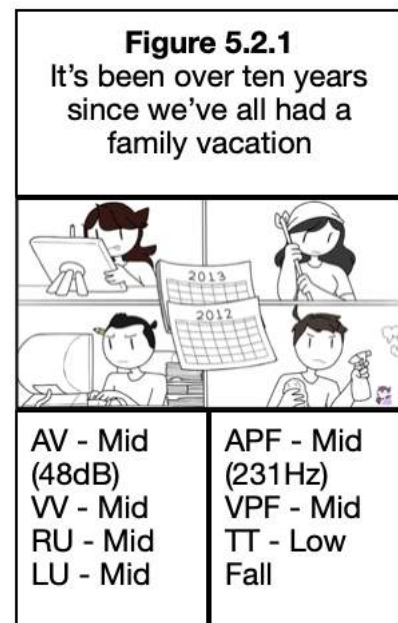 Figure 5.2.1
It's been over ten years
since we've all had a
family vacation
2013
2012
AV - Mid
(48dB)
VV - Mid
RU - Mid
LU - Mid
APF - Mid
(231Hz)
VPF - Mid
TT - Low
Fall